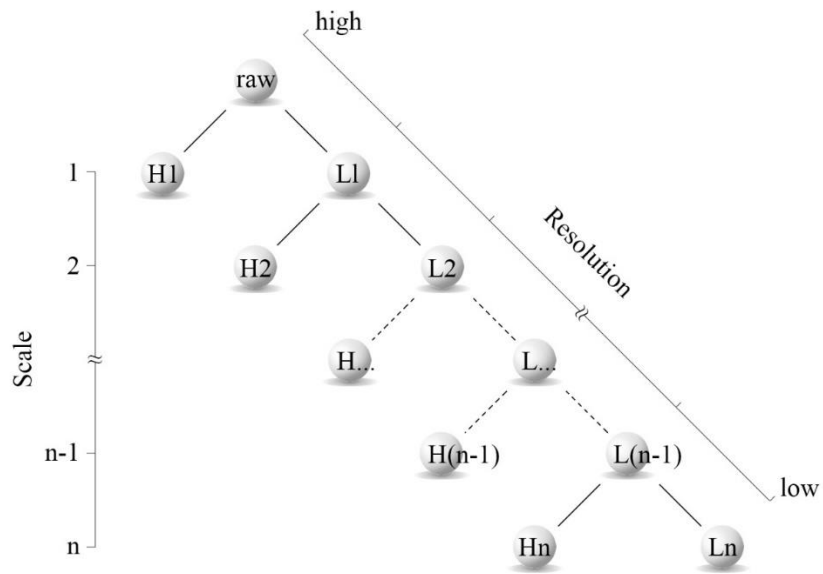 high
raw
1
H1
Ll
Resolution
2
H2
L2
Scale
≈
H...
L...
≈
n-1
H(n-1)
L(n-1)
low
n
Hn
Ln